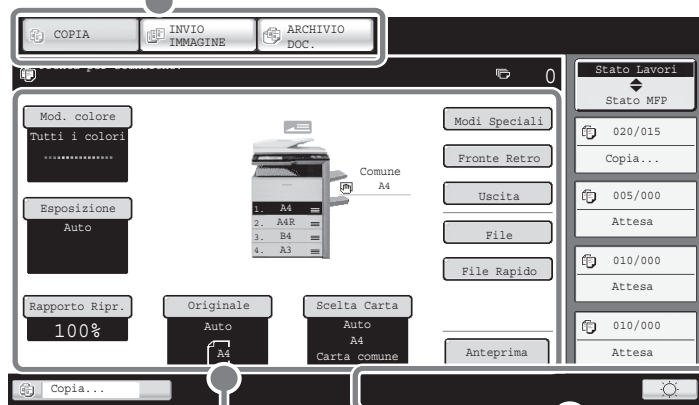 COPIA
INVIO
IMMAGINE
ARCHIVIO
DOC.
0
Stato Lavori
Stato MFP
Mod. colore
Tutti i colori
Modi Speciali
020/015
Copia...
Comune
A4
Fronte Retro
Esposizione
Auto
Uscita
005/000
Attesa
1. A4
2. A4R
3. B4
4. A3
File
File Rapido
010/000
Attesa
Rapporto Ripr.
100%
Originale
Auto
A4
Scelta Carta
Auto
A4
Carta comune
Anteprima
010/000
Attesa
Copia...